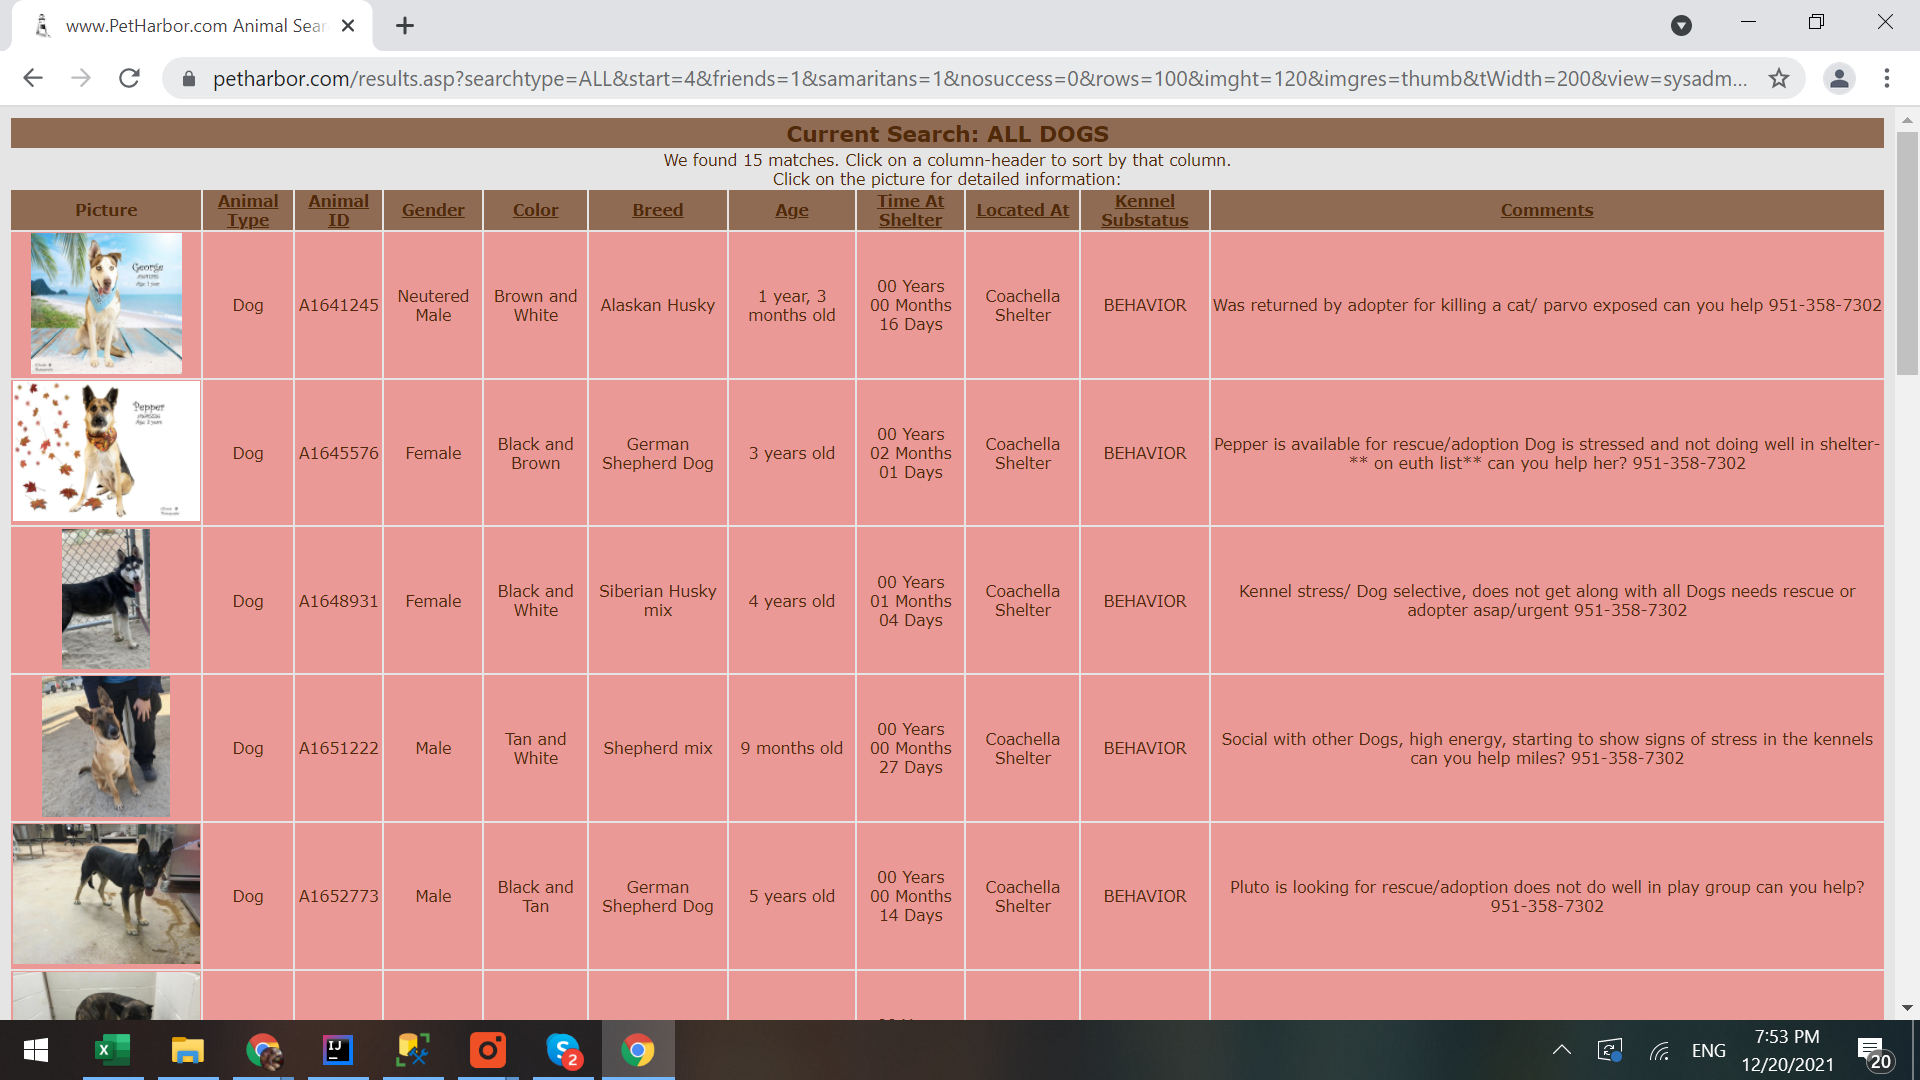 www.PetHarbor.com Animal Sear
petharbor.com/results.asp?searchtype=ALL&start=4&friends=1&samaritans=1&nosuccess=0&rows=100&imght=120&imgres=thumb&tWidth=200&view=sysadm...
Current Search: ALL DOGS
We found 15 matches. Click on a column-header to sort by that column.
Click on the picture for detailed information:
Picture
Animal
Type
Animal
ID
Gender
Color
Breed
Age
Time At
Shelter
Located At
Kennel
Substatus
Comments
George
Dog
A1641245
Neutered
Male
Brown and
White
Alaskan Husky
1 year, 3
months old
00 Years
00 Months
16 Days
Coachella
Shelter
BEHAVIOR
Was returned by adopter for killing a cat/ parvo exposed can you help 951-358-7302
Pepper
Dog
A1645576
Female
Black and
Brown
German
Shepherd Dog
3 years old
00 Years
02 Months
01 Days
Coachella
Shelter
BEHAVIOR
Pepper is available for rescue/adoption Dog is stressed and not doing well in shelter-
** on euth list** can you help her? 951-358-7302
Dog
A1648931
Female
Black and
White
Siberian Husky
mix
4 years old
00 Years
01 Months
04 Days
Coachella
Shelter
BEHAVIOR
Kennel stress/ Dog selective, does not get along with all Dogs needs rescue or
adopter asap/urgent 951-358-7302
Dog
A1651222
Male
Tan and
White
Shepherd mix
9 months old
00 Years
00 Months
27 Days
Coachella
Shelter
BEHAVIOR
Social with other Dogs, high energy, starting to show signs of stress in the kennels
can you help miles? 951-358-7302
Dog
A1652773
Male
Black and
Tan
German
Shepherd Dog
5 years old
00 Years
00 Months
14 Days
Coachella
Shelter
BEHAVIOR
Pluto is looking for rescue/adoption does not do well in play group can you help?
951-358-7302
IJ
2
ENG
7:53 PM
12/20/2021
20